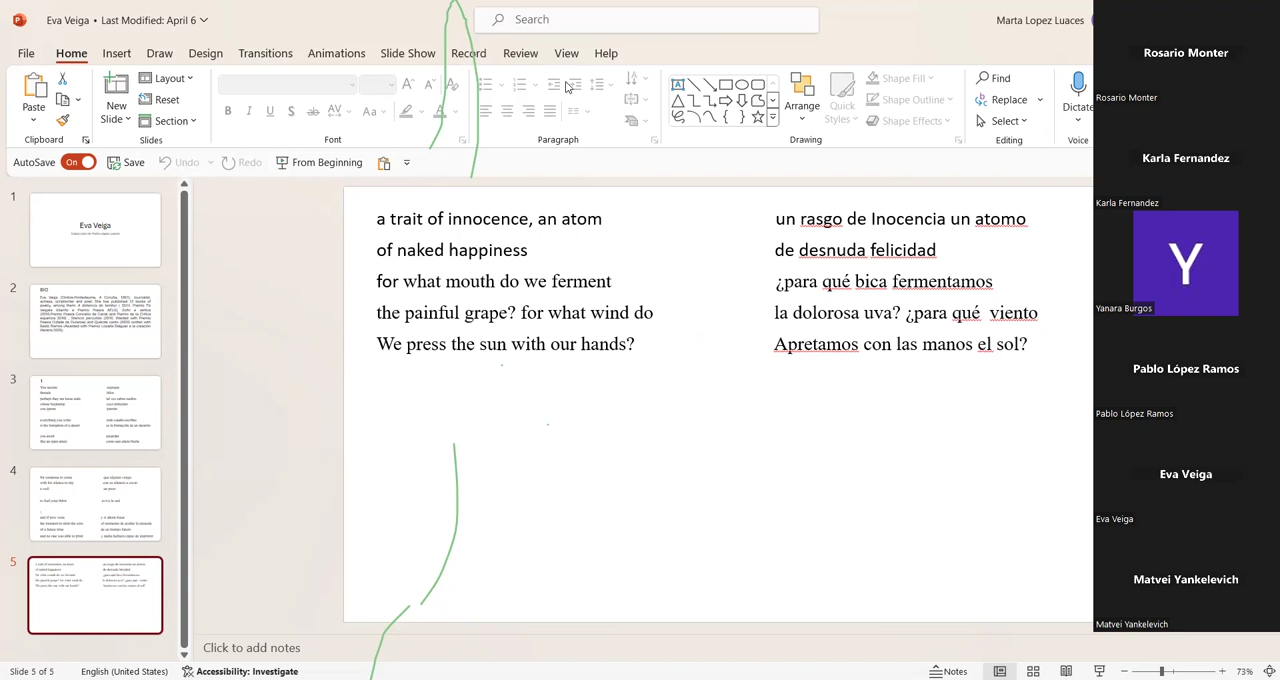 Eva Veiga • Last Modified: April 6
Search
Marta Lopez Luaces
File Home Insert Draw Design Transitions Animations Slide Show Record Review View Help
Paste
New Slide
Layout
Reset
Section
Shape Fill
Shape Outline
Shape Effects
Arrange
Quick Styles
Find
Replace
Select
Dictate
Clipboard Slides Font Paragraph Drawing Editing Voice
AutoSave On Save Undo Redo From Beginning
1
Eva Veiga
2
BIO
3
4
5
a trait of innocence, an atom
of naked happiness
for what mouth do we ferment
the painful grape? for what wind do
We press the sun with our hands?
un rasgo de Inocencia un atomo
de desnuda felicidad
¿para qué bica fermentamos
la dolorosa uva? ¿para qué viento
Apretamos con las manos el sol?
Click to add notes
Slide 5 of 5 English (United States) Accessibility: Investigate Notes 73%
Rosario Monter
Rosario Monter
Karla Fernandez
Karla Fernandez
Y
Yanara Burgos
Pablo López Ramos
Pablo López Ramos
Eva Veiga
Eva Veiga
Matvei Yankelevich
Matvei Yankelevich